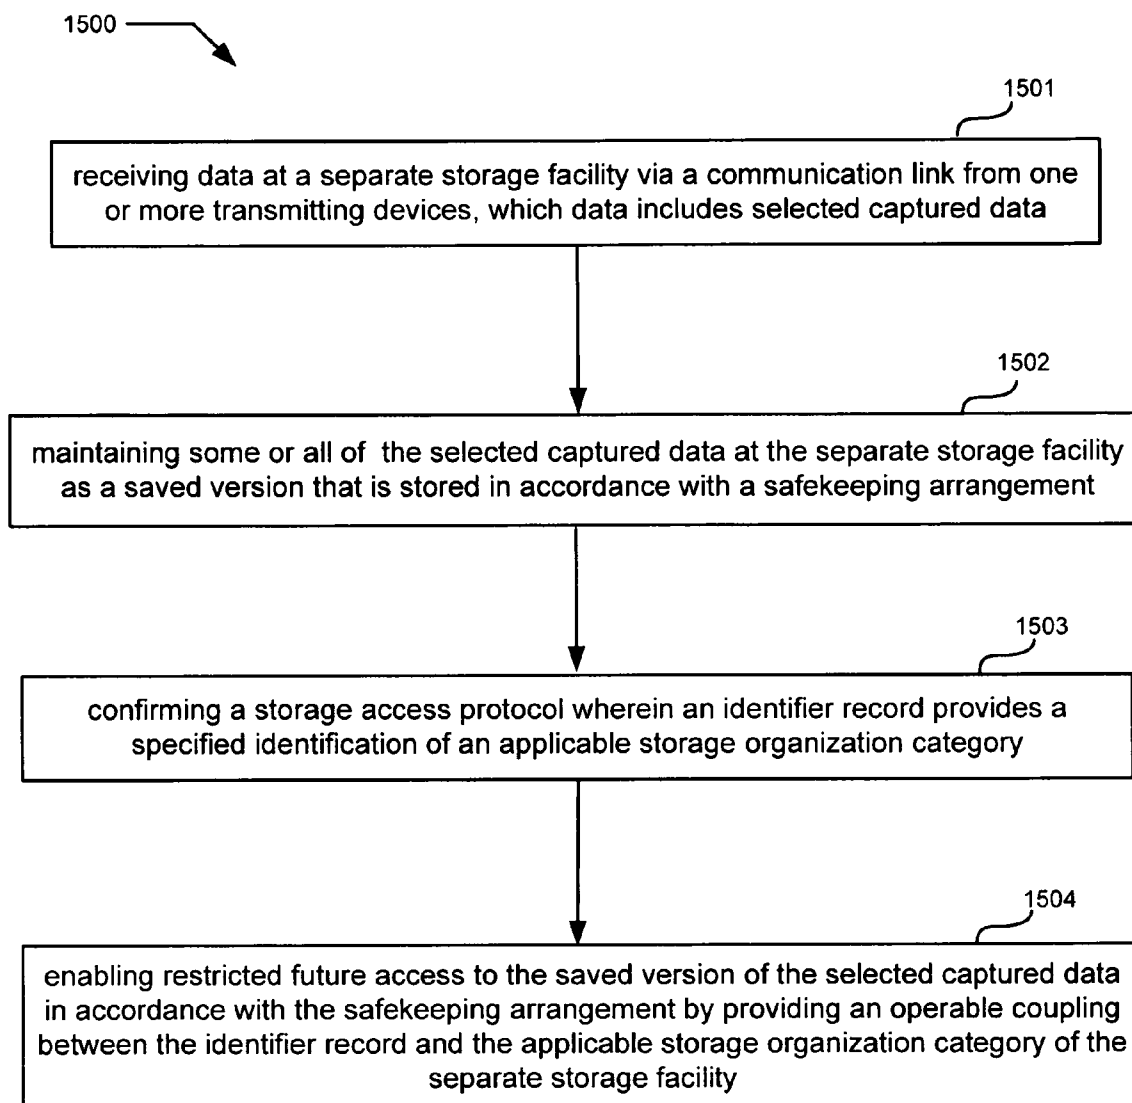 1500
1501
receiving data at a separate storage facility via a communication link from one
or more transmitting devices, which data includes selected captured data
1502
maintaining some or all of the selected captured data at the separate storage facility
as a saved version that is stored in accordance with a safekeeping arrangement
1503
confirming a storage access protocol wherein an identifier record provides a
specified identification of an applicable storage organization category
1504
enabling restricted future access to the saved version of the selected captured data
in accordance with the safekeeping arrangement by providing an operable coupling
between the identifier record and the applicable storage organization category of the
separate storage facility